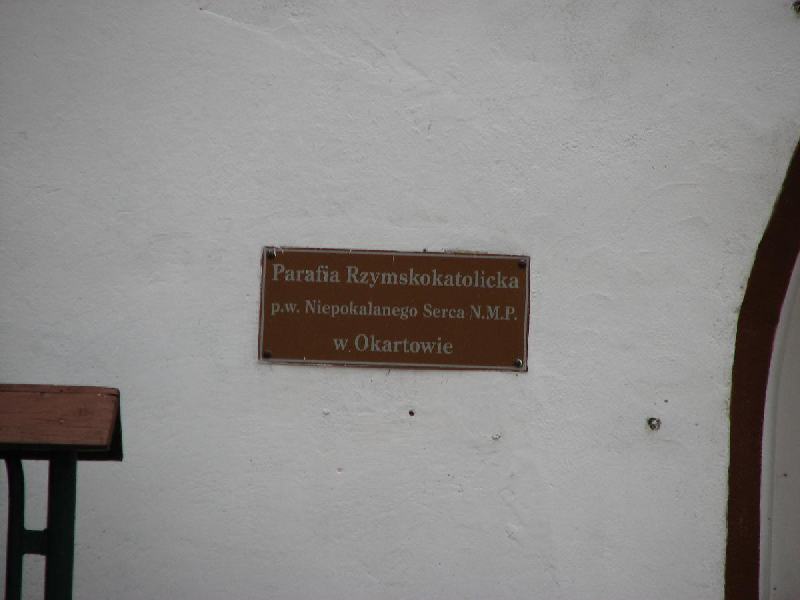 Parafia Rzymskokatolicka
p.w. Niepokalanego Serca N.M.P.
w Okartowie